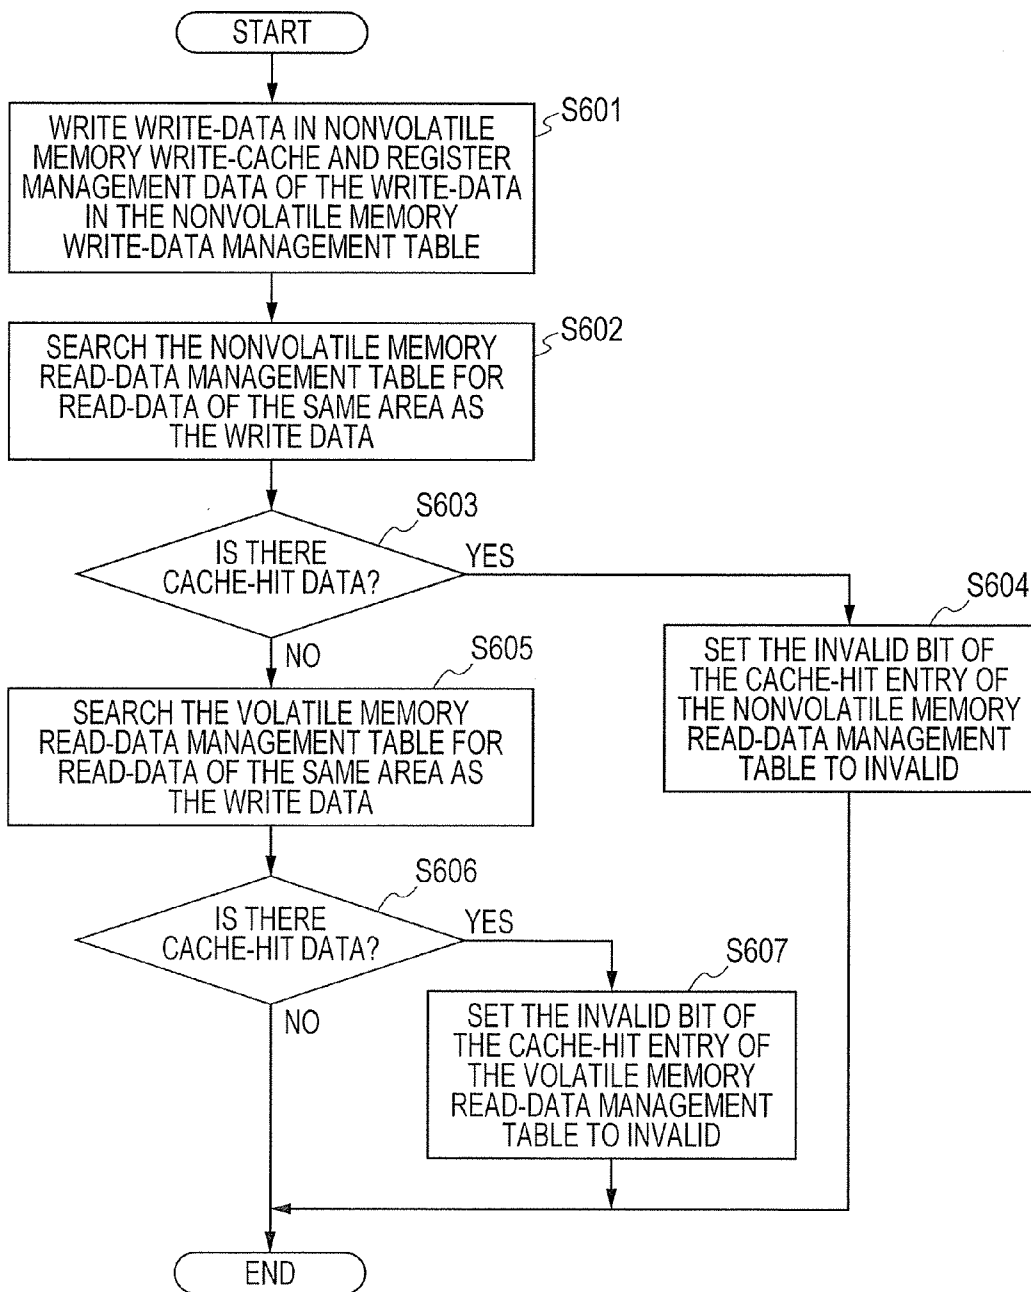 START
S601
WRITE WRITE-DATA IN NONVOLATILE
MEMORY WRITE-CACHE AND REGISTER
MANAGEMENT DATA OF THE WRITE-DATA
IN THE NONVOLATILE MEMORY
WRITE-DATA MANAGEMENT TABLE
S602
SEARCH THE NONVOLATILE MEMORY
READ-DATA MANAGEMENT TABLE FOR
READ-DATA OF THE SAME AREA AS
THE WRITE DATA
S603
IS THERE
CACHE-HIT DATA?
YES
NO
S604
SET THE INVALID BIT OF
THE CACHE-HIT ENTRY OF
THE NONVOLATILE MEMORY
READ-DATA MANAGEMENT
TABLE TO INVALID
S605
SEARCH THE VOLATILE MEMORY
READ-DATA MANAGEMENT TABLE FOR
READ-DATA OF THE SAME AREA AS
THE WRITE DATA
S606
IS THERE
CACHE-HIT DATA?
YES
NO
S607
SET THE INVALID BIT OF
THE CACHE-HIT ENTRY OF
THE VOLATILE MEMORY
READ-DATA MANAGEMENT
TABLE TO INVALID
END